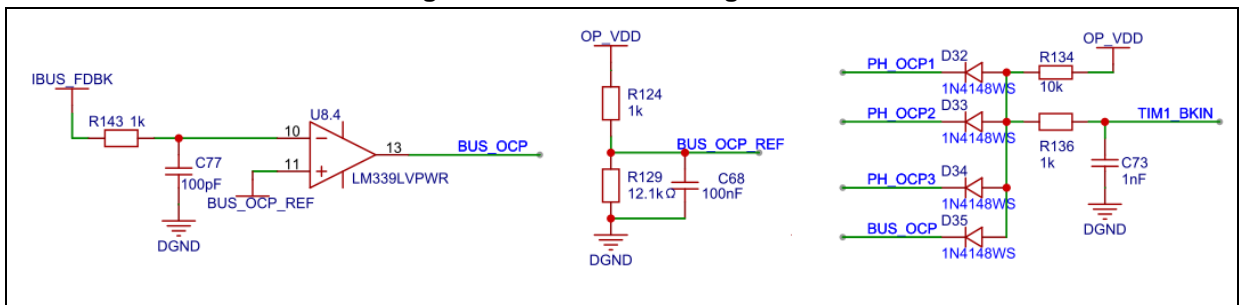 IBUS_FDBK
R143 1k
C77
100pF
DGND
U8.4
10
11
13
LM339LVPWR
BUS_OCP_REF
BUS_OCP
OP_VDD
R124
1k
BUS_OCP_REF
R129
12.1kΩ
C68
100nF
DGND
PH_OCP1
D32
1N4148WS
PH_OCP2
D33
1N4148WS
PH_OCP3
D34
1N4148WS
BUS_OCP
D35
1N4148WS
OP_VDD
R134
10k
TIM1_BKIN
R136
1k
C73
1nF
DGND